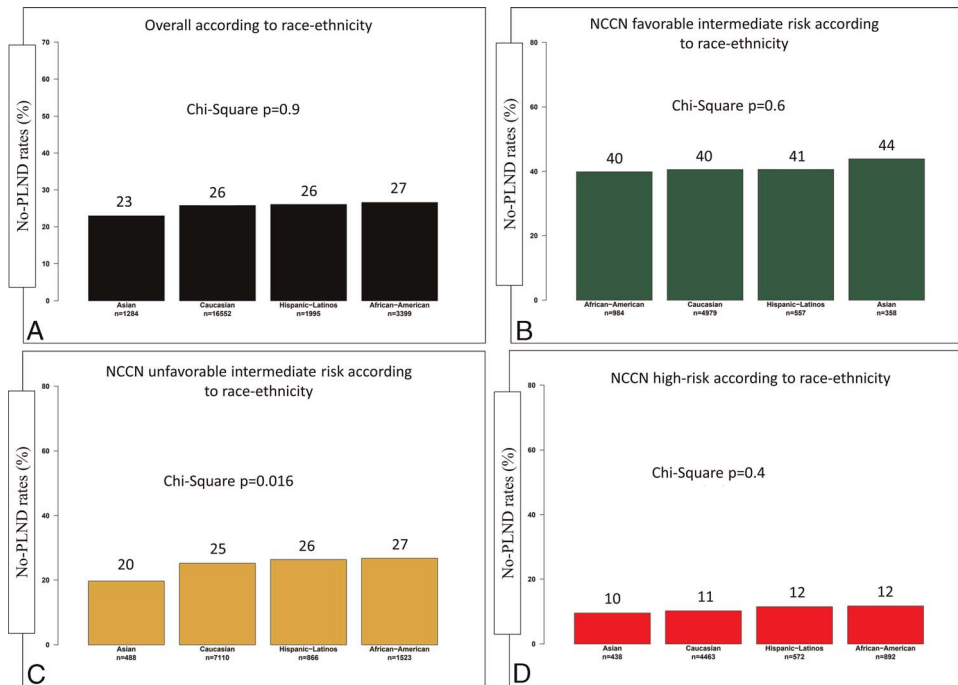 Overall according to race-ethnicity
No-PLND rates (%)
70
60
50
40
30
20
10
0
Chi-Square p=0.9
23
26
26
27
Asian
n=1284
Caucasian
n=16552
Hispanic-Latinos
n=1995
African-American
n=3399
A
NCCN favorable intermediate risk according
to race-ethnicity
No-PLND rates (%)
80
60
40
20
0
Chi-Square p=0.6
40
40
41
44
African-American
n=984
Caucasian
n=4979
Hispanic-Latinos
n=557
Asian
n=358
B
NCCN unfavorable intermediate risk according
to race-ethnicity
No-PLND rates (%)
80
60
40
20
0
Chi-Square p=0.016
20
25
26
27
Asian
n=488
Caucasian
n=7110
Hispanic-Latinos
n=866
African-American
n=1523
C
NCCN high-risk according to race-ethnicity
No-PLND rates (%)
80
60
40
20
0
Chi-Square p=0.4
10
11
12
12
Asian
n=438
Caucasian
n=4463
Hispanic-Latinos
n=572
African-American
n=892
D